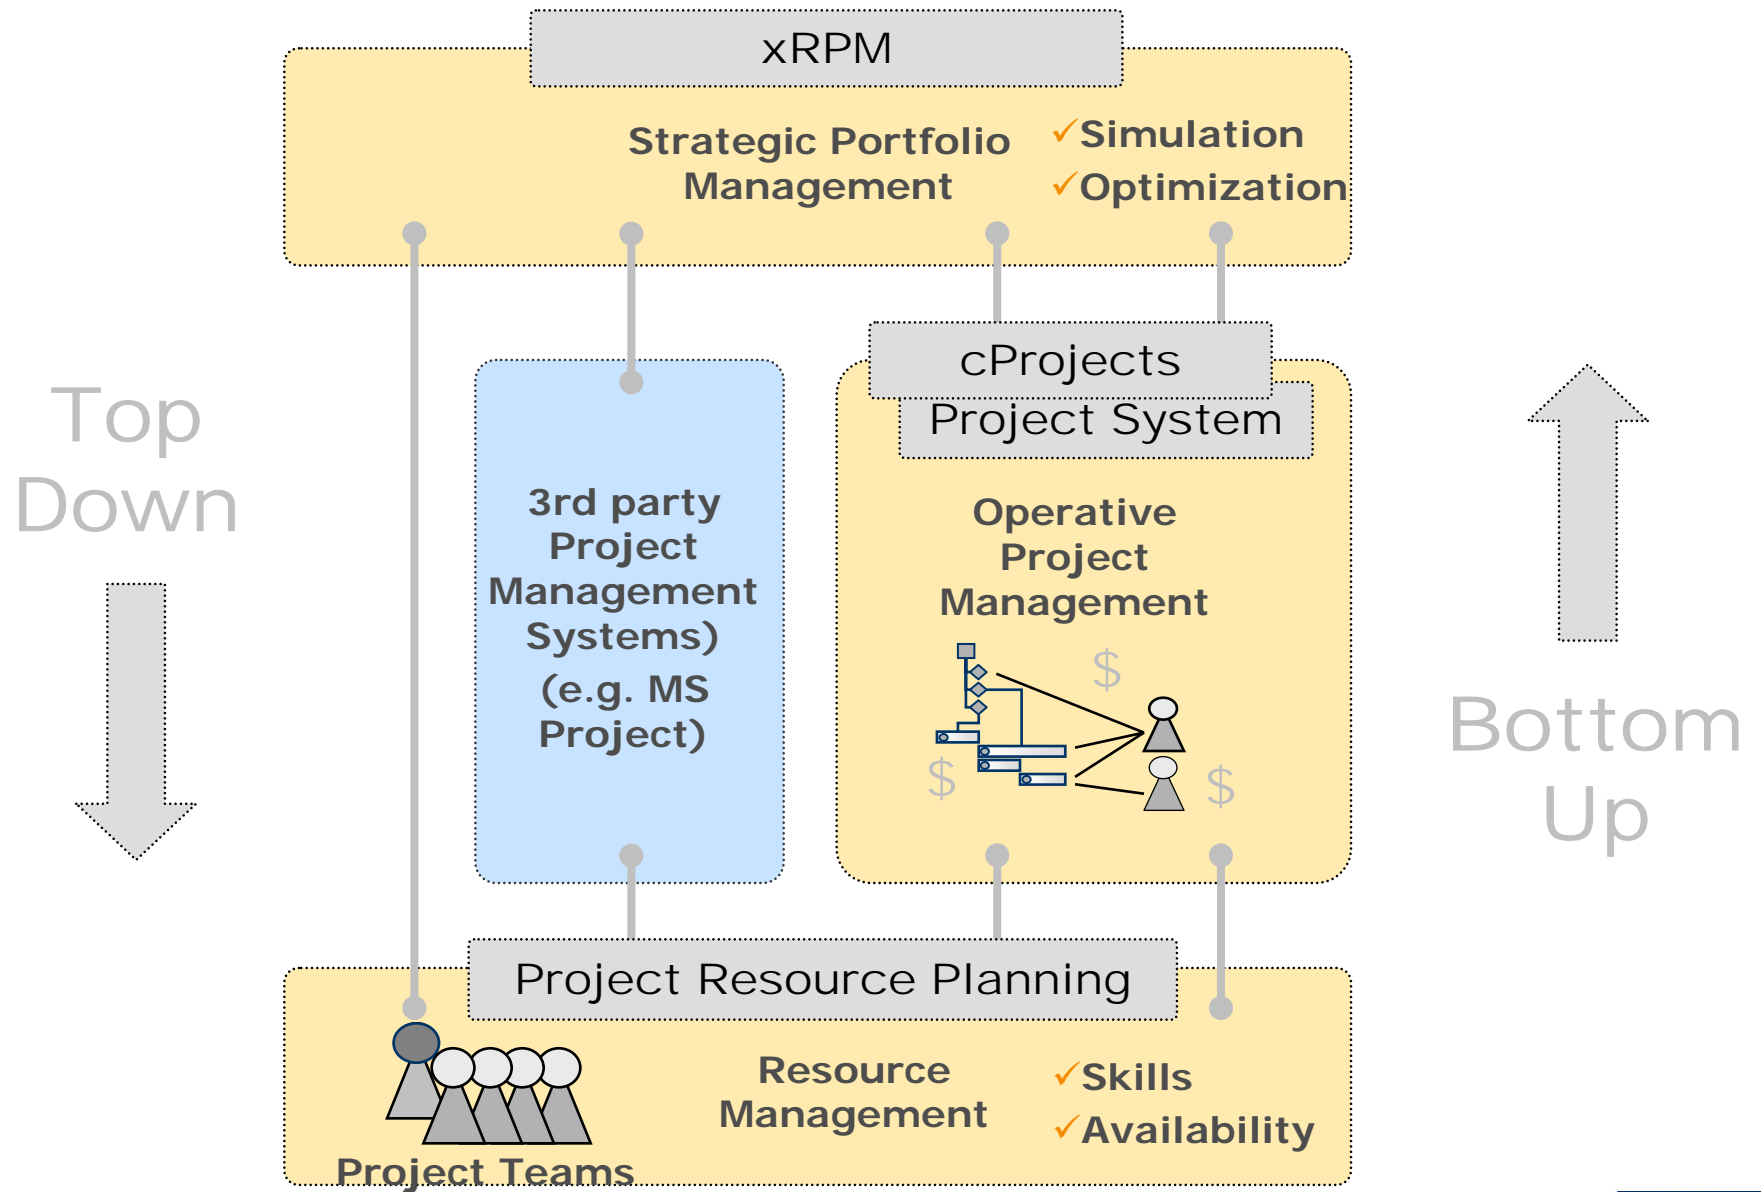 xRPM
Strategic Portfolio
Management
✓Simulation
✓Optimization
Top
Down
3rd party
Project
Management
Systems)
(e.g. MS
Project)
cProjects
Project System
Operative
Project
Management
$
$
$
Bottom
Up
Project Resource Planning
Resource
Management
✓Skills
✓Availability
Project Teams